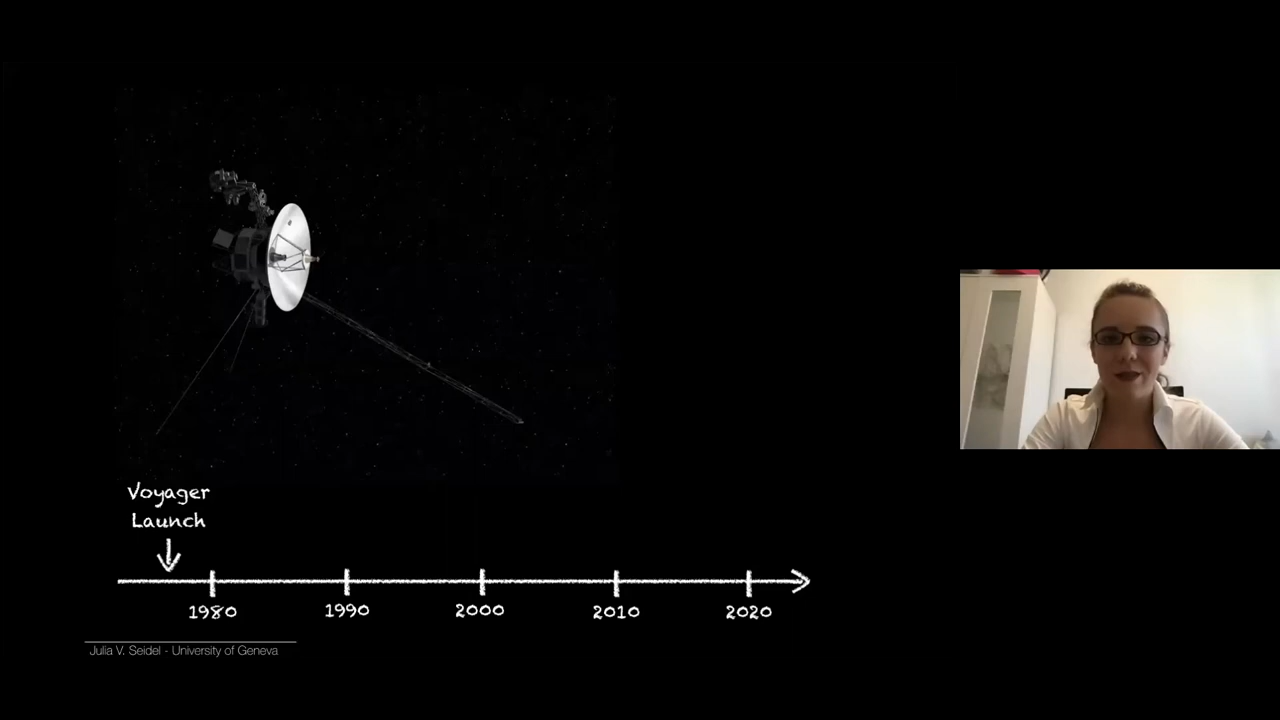 Voyager
Launch
1980 1990 2000 2010 2020
Julia V. Seidel - University of Geneva